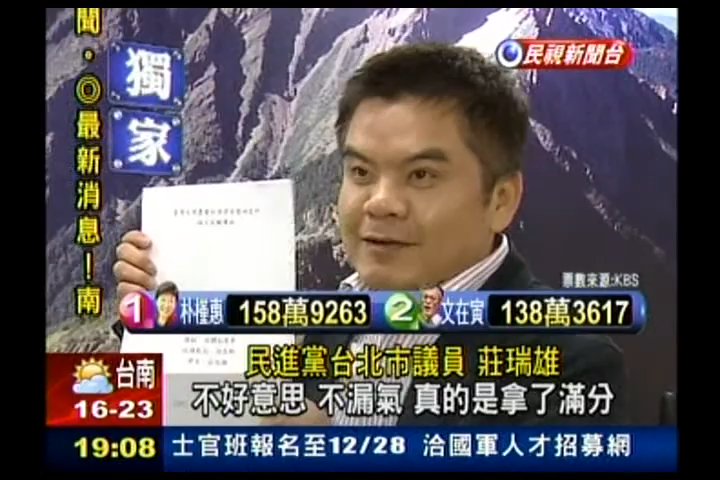 聞・◎最新消息！南
獨家
民視新聞台
票數來源:KBS
1 朴槿惠 158萬9263 2 文在寅 138萬3617
民進黨台北市議員 莊瑞雄
不好意思 不漏氣 真的是拿了滿分
台南
16-23
19:08 士官班報名至12/28 洽國軍人才招募網